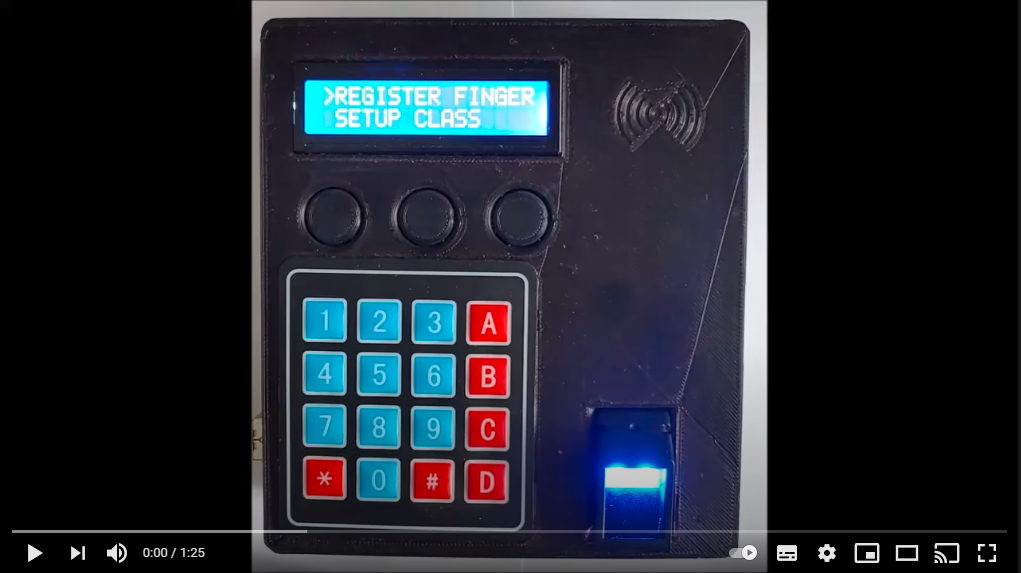 >REGISTER FINGER
SETUP CLASS
1 2 3 A
4 5 6 B
7 8 9 C
* 0 # D
0:00 / 1:25